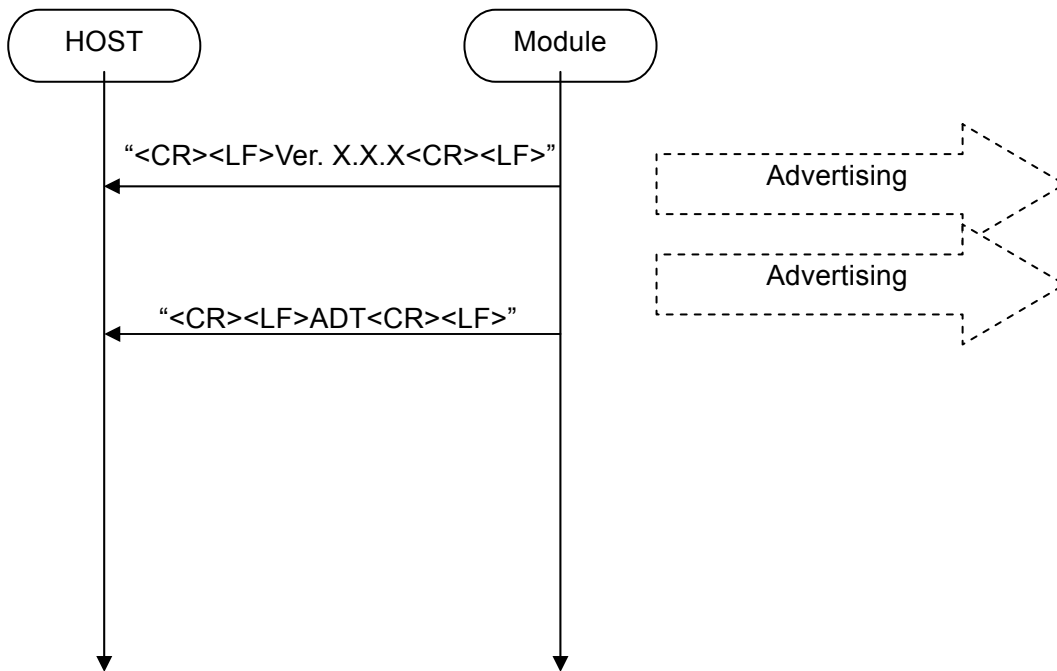 HOST
Module
“<CR><LF>Ver. X.X.X<CR><LF>”
Advertising
Advertising
“<CR><LF>ADT<CR><LF>”